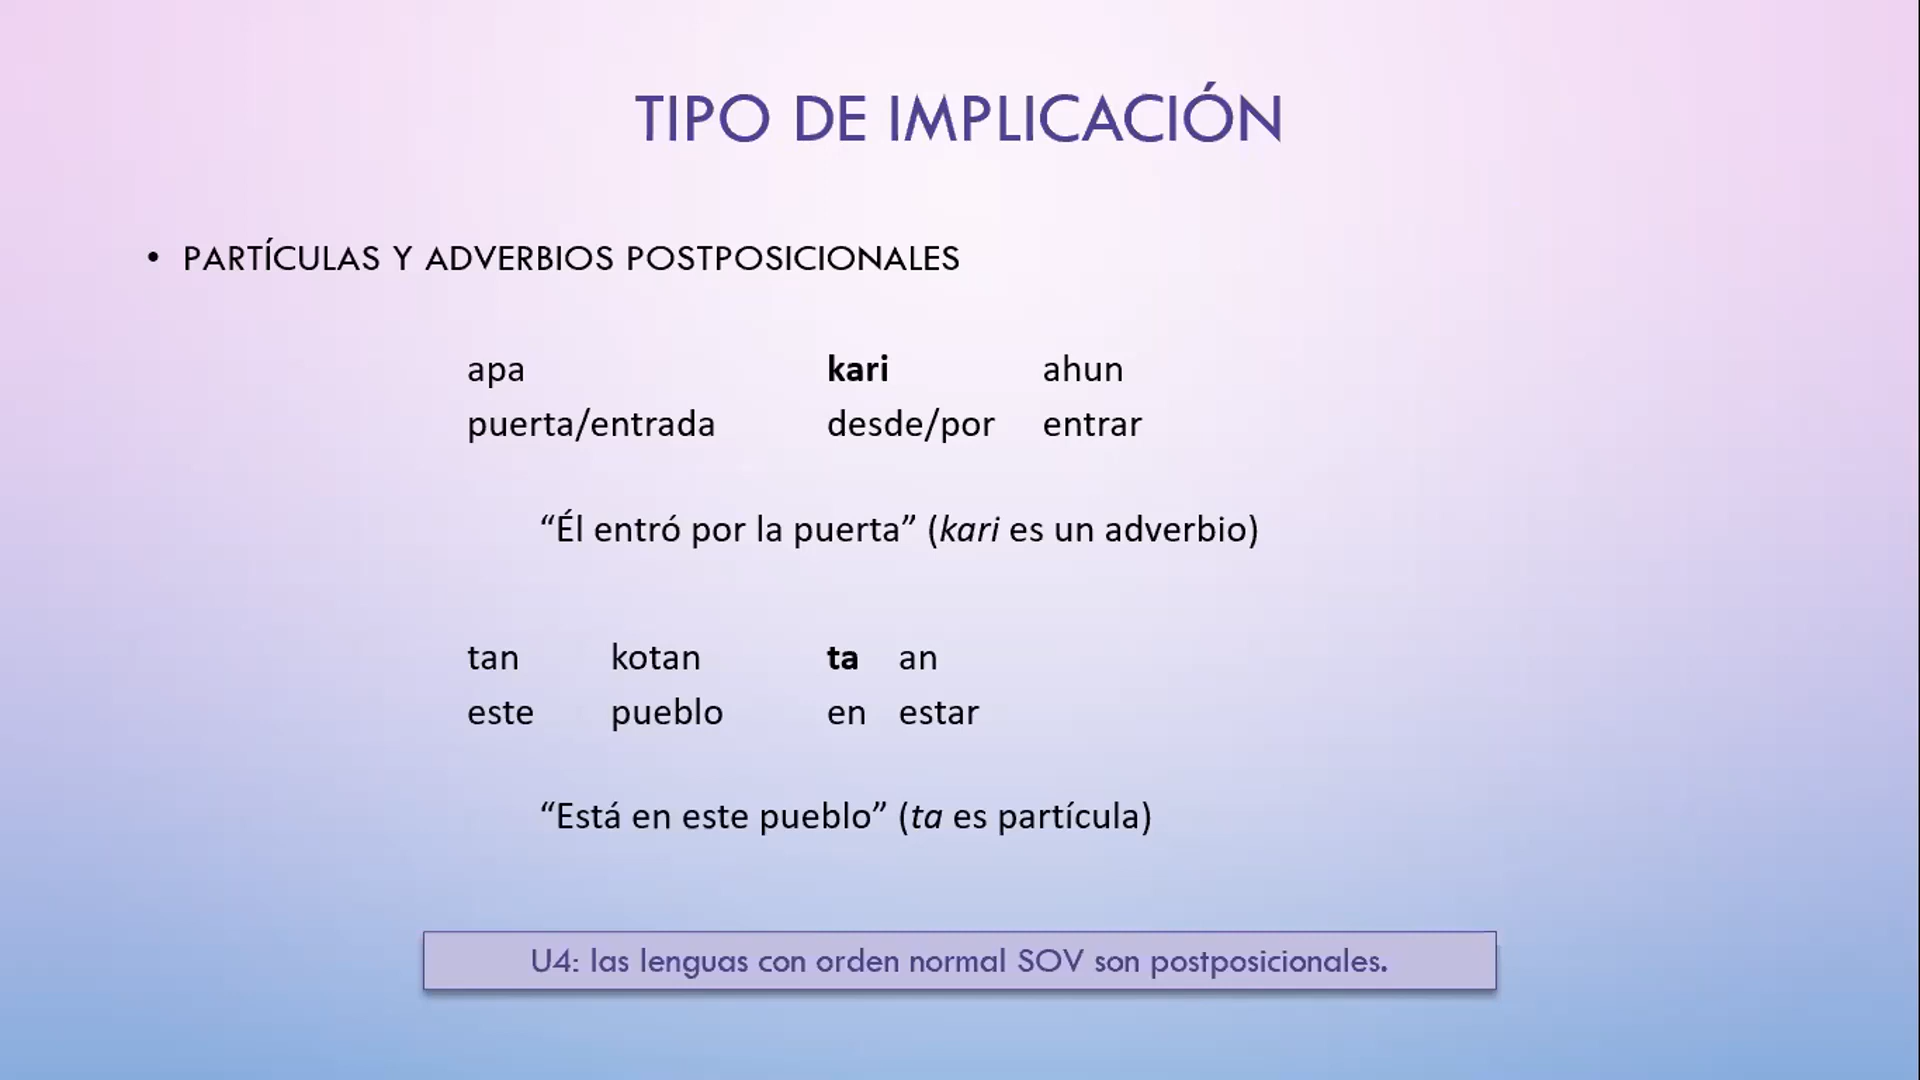 TIPO DE IMPLICACIÓN
• PARTÍCULAS Y ADVERBIOS POSTPOSICIONALES
apa kari ahun
puerta/entrada desde/por entrar
“Él entró por la puerta” (kari es un adverbio)
tan kotan ta an
este pueblo en estar
“Está en este pueblo” (ta es partícula)
U4: las lenguas con orden normal SOV son postposicionales.